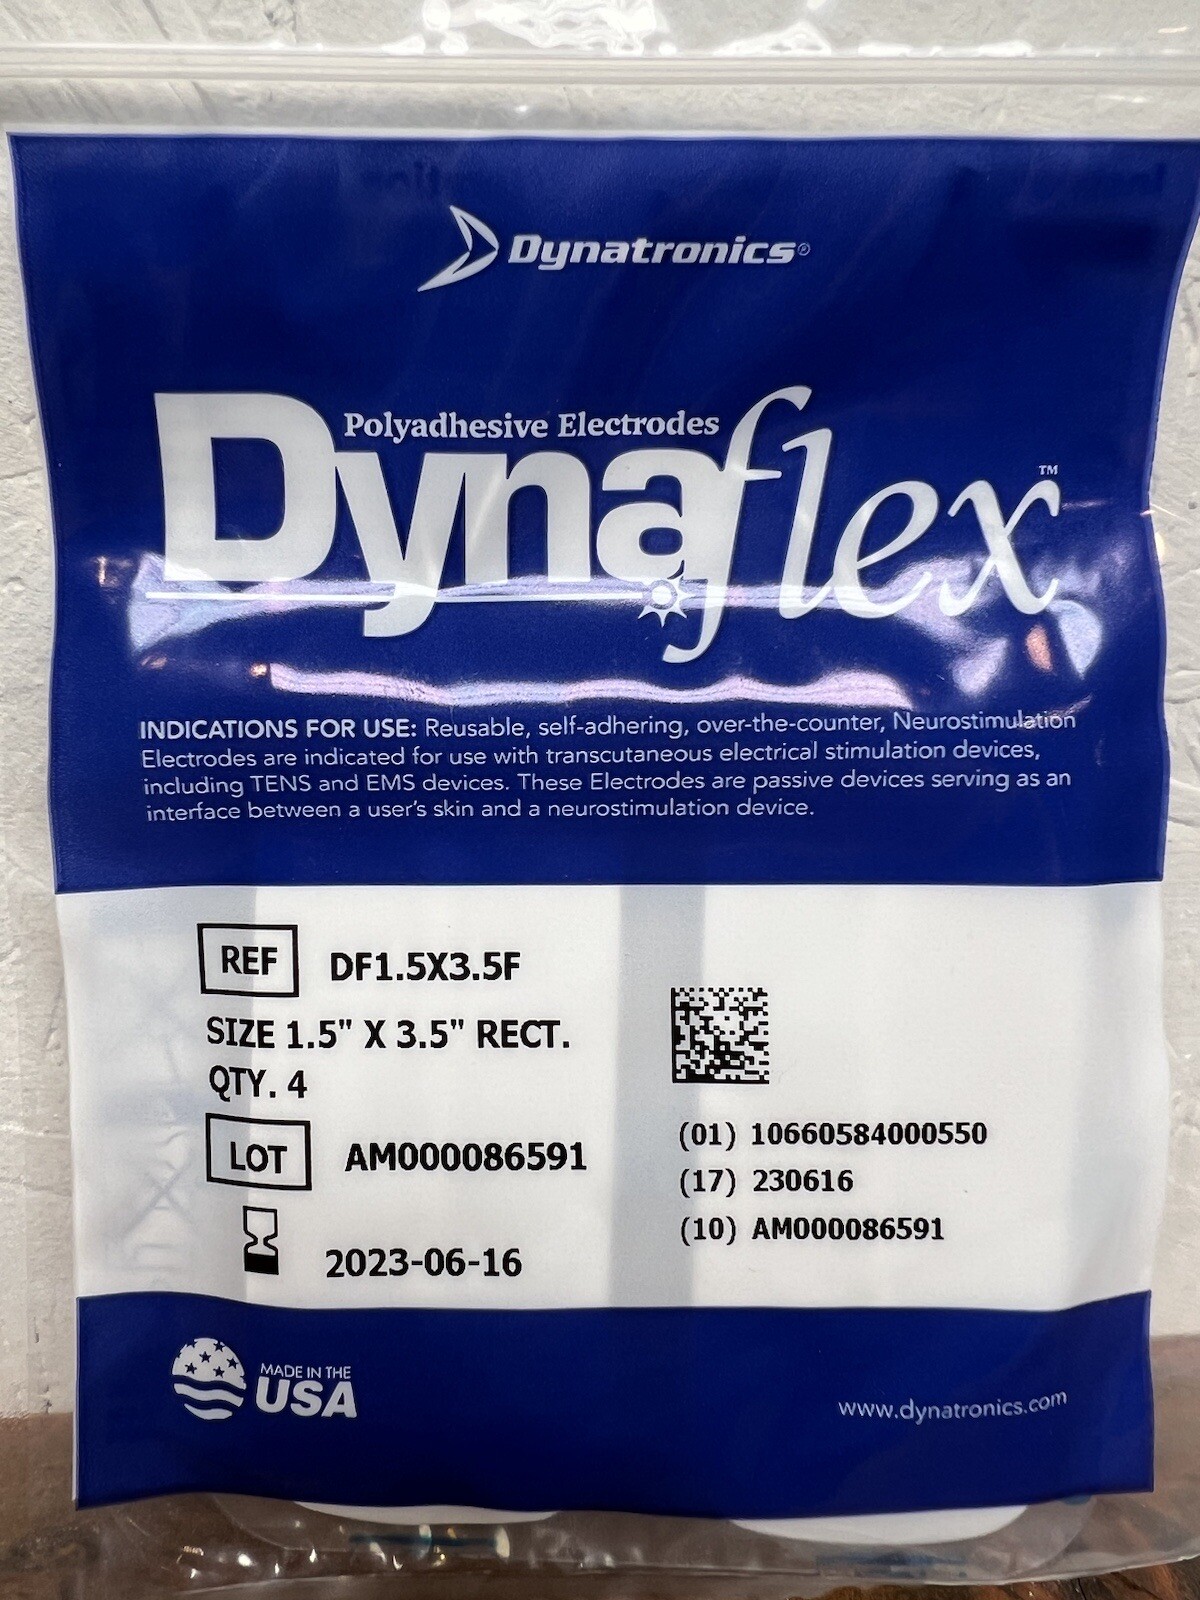 Dynatronics®
Polyadhesive Electrodes
Dynaflex™
INDICATIONS FOR USE: Reusable, self-adhering, over-the-counter, Neurostimulation
Electrodes are indicated for use with transcutaneous electrical stimulation devices,
including TENS and EMS devices. These Electrodes are passive devices serving as an
interface between a user's skin and a neurostimulation device.
REF DF1.5X3.5F
SIZE 1.5" X 3.5" RECT.
QTY. 4
LOT AM000086591
2023-06-16
(01) 10660584000550
(17) 230616
(10) AM000086591
MADE IN THE
USA
www.dynatronics.com